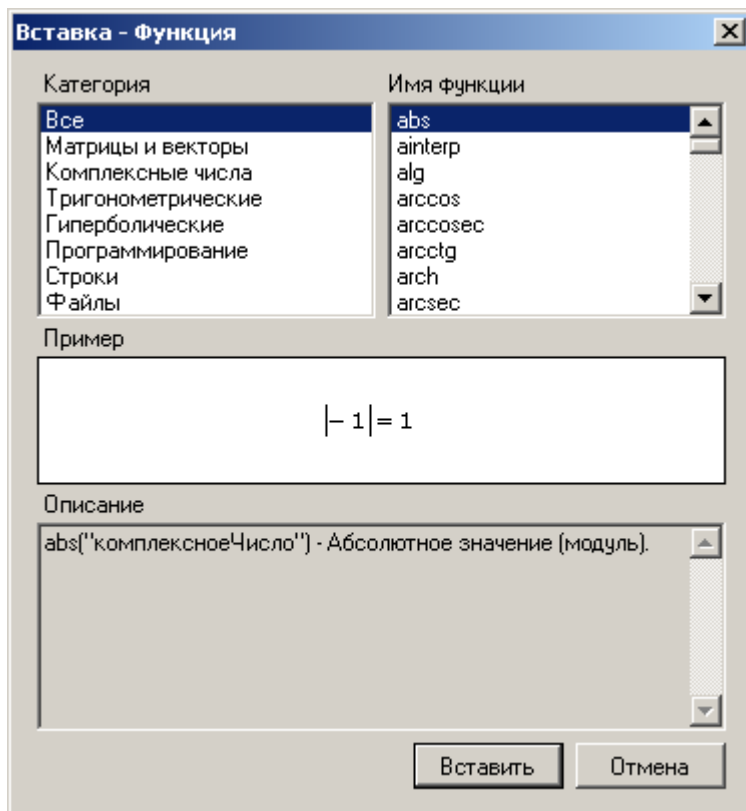 Вставка - Функция
Категория
Имя функции
Все
Матрицы и векторы
Комплексные числа
Тригонометрические
Гиперболические
Программирование
Строки
Файлы
abs
ainterp
alg
arccos
arccosec
arcctg
arch
arcsec
Пример
|− 1| = 1
Описание
abs("комплексноеЧисло") - Абсолютное значение (модуль).
Вставить
Отмена